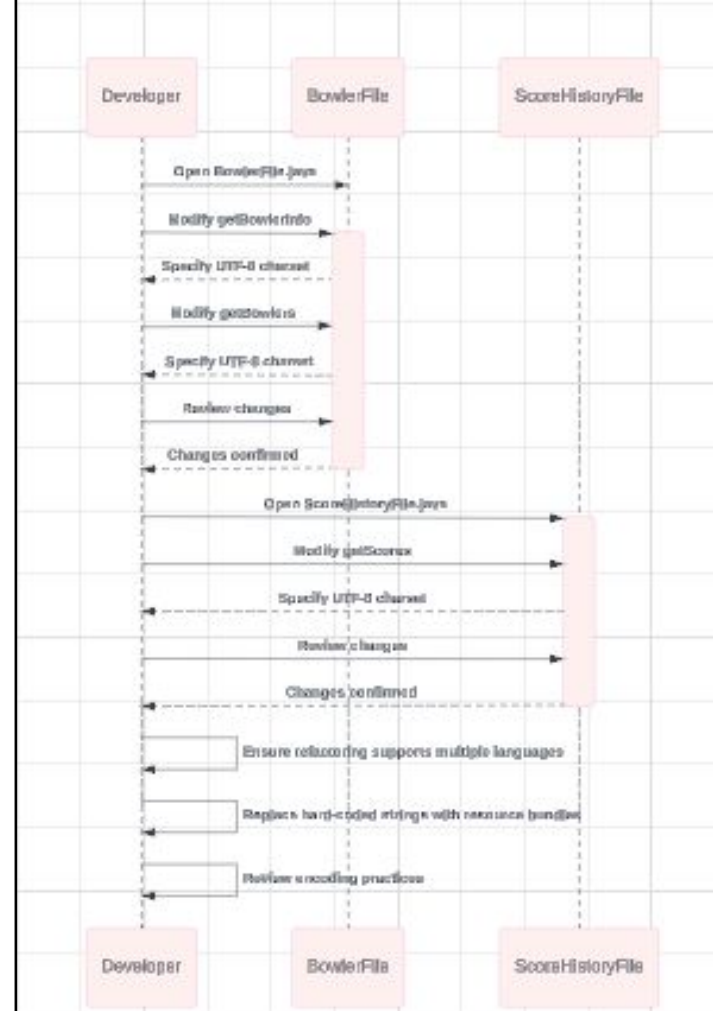 Developer
BowlerFile
ScoreHistoryFile
Open BowlerFile.java
Modify getBowlerInfo
Specify UTF-8 charset
Modify getBowlers
Specify UTF-8 charset
Review changes
Changes confirmed
Open ScoreHistoryFile.java
Modify getScores
Specify UTF-8 charset
Review changes
Changes confirmed
Ensure refactoring supports multiple languages
Replace hard-coded strings with resource bundles
Review encoding practices
Developer
BowlerFile
ScoreHistoryFile